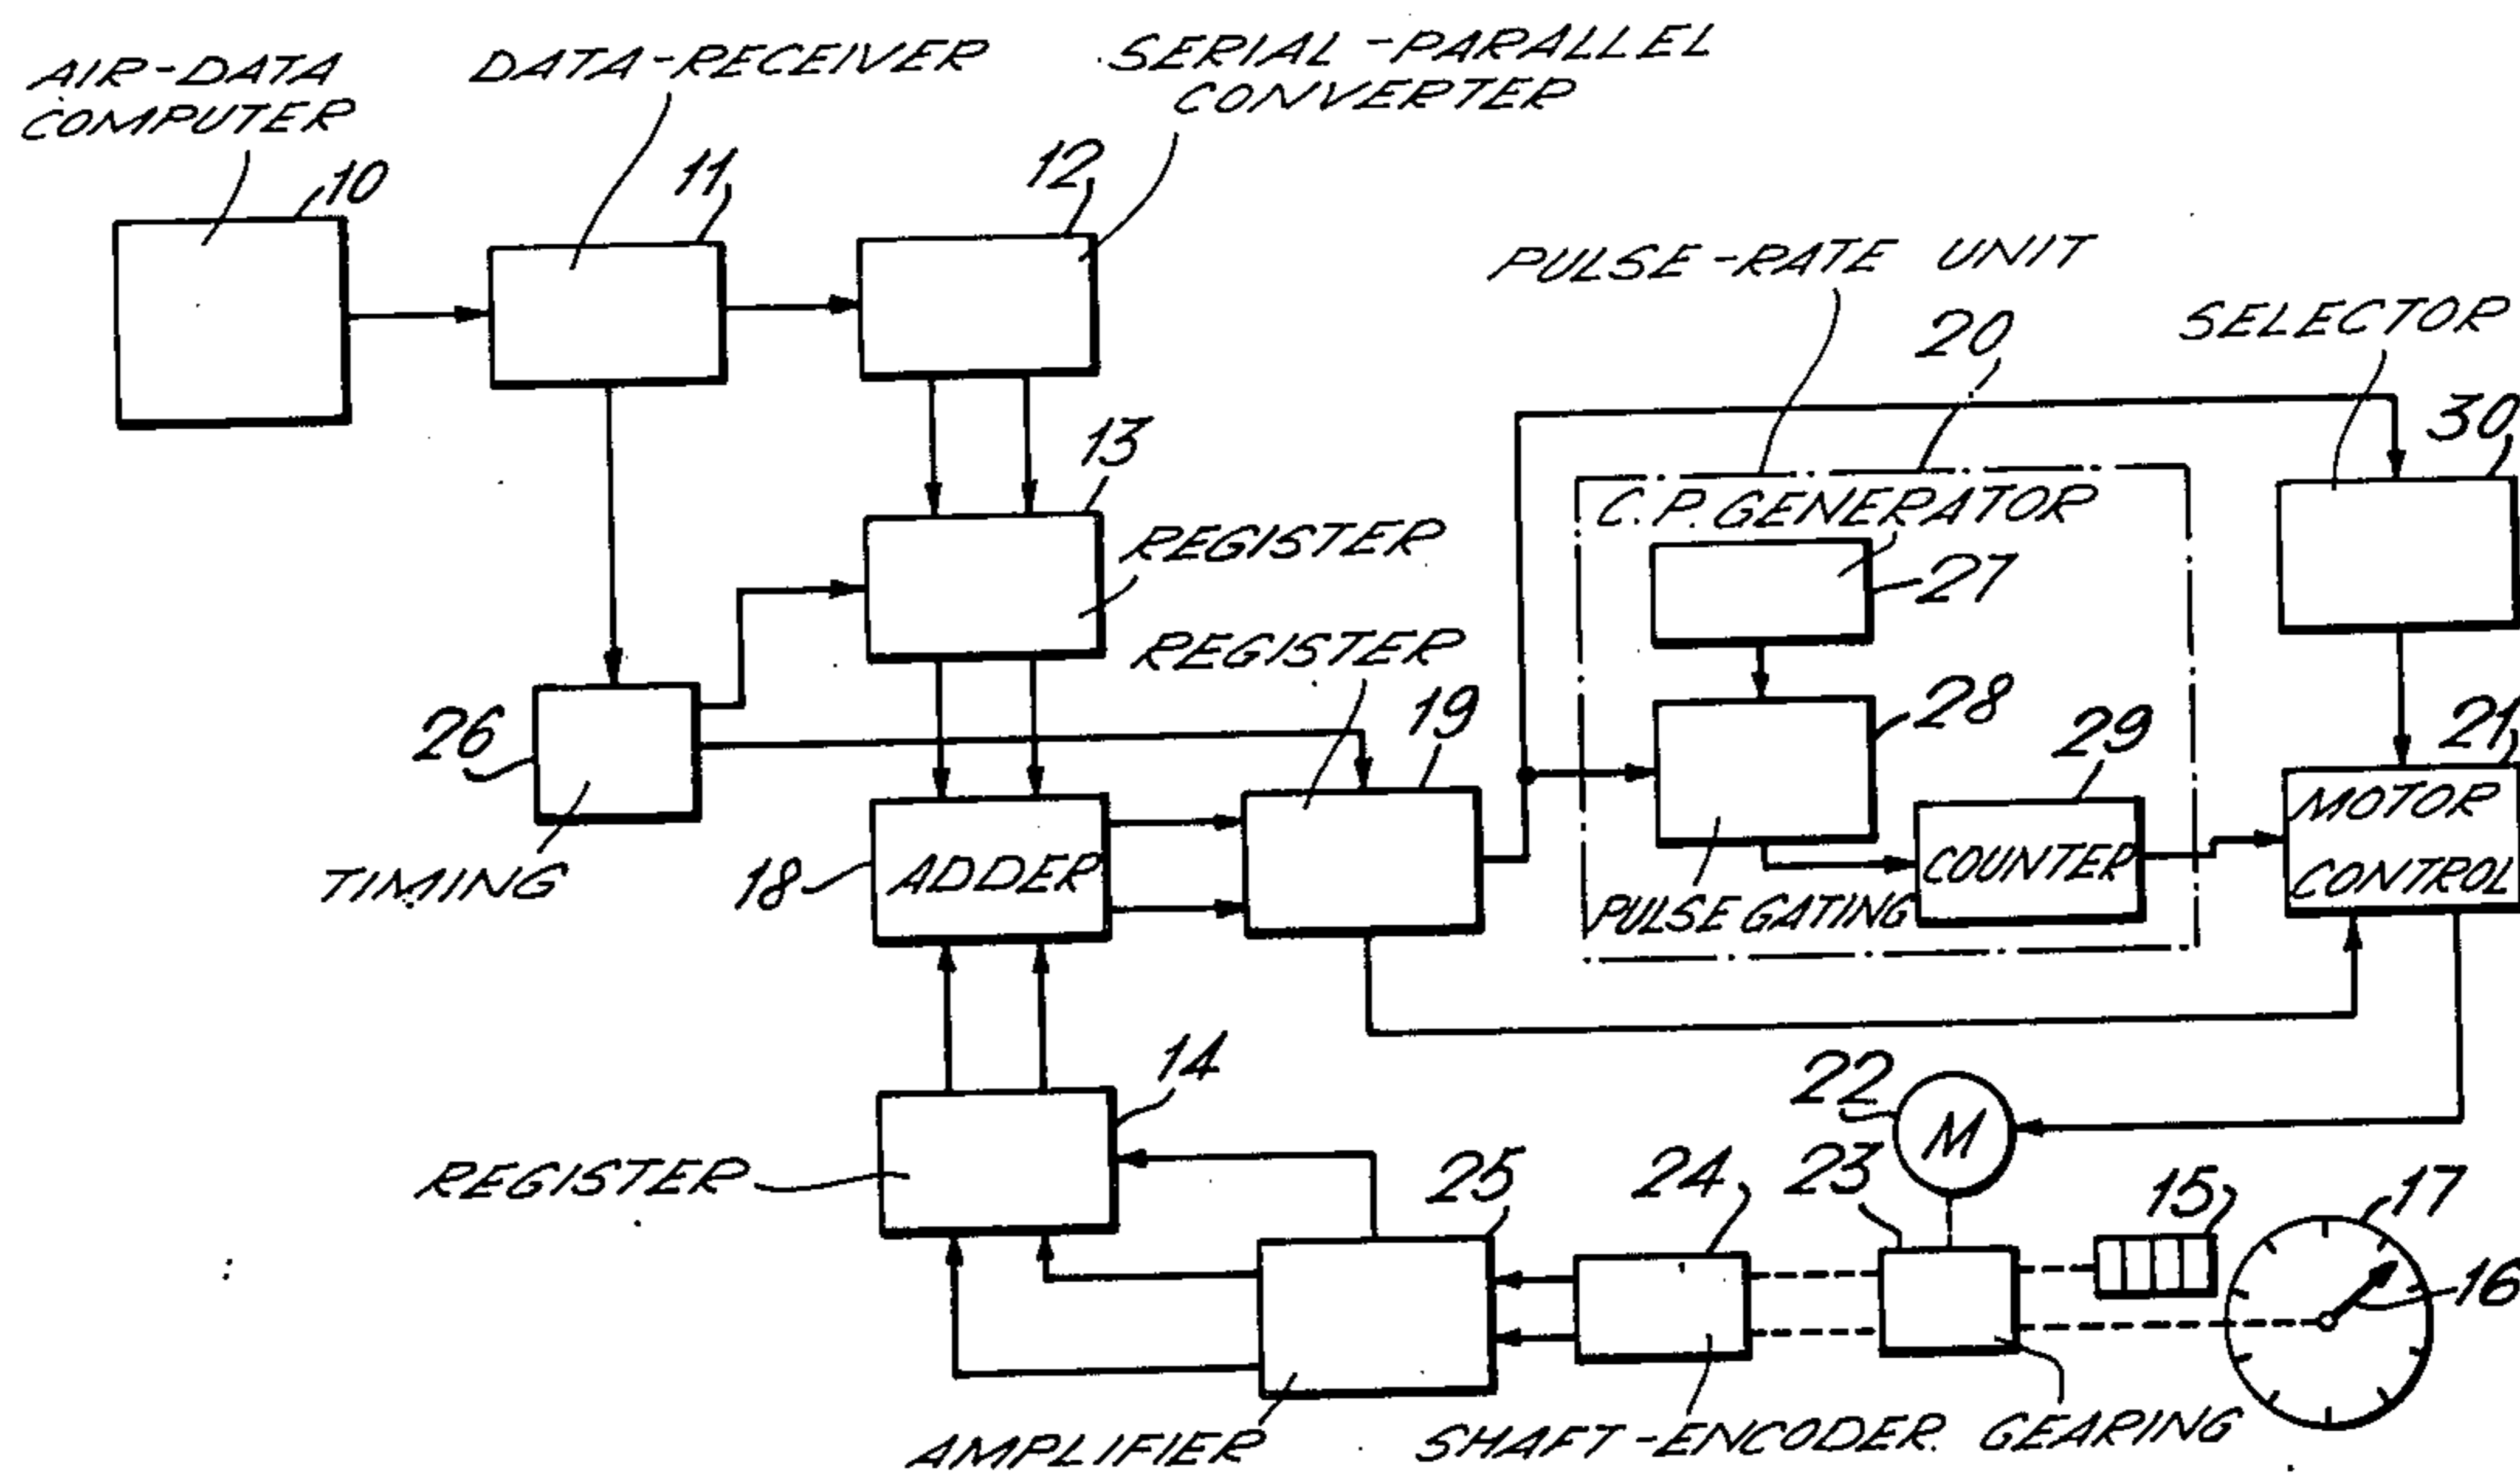 AIR-DATA
COMPUTER
DATA-RECEIVER
SERIAL-PARALLEL
CONVERTER
10
11
12
PULSE-RATE UNIT
20
SELECTOR
30
13
REGISTER
C.P. GENERATOR
27
REGISTER
19
28
29
21
26
TIMING
18
ADDER
PULSE GATING
COUNTER
MOTOR
CONTROL
14
REGISTER
22
M
25
24
23
15
17
16
AMPLIFIER
SHAFT-ENCODER
GEARING